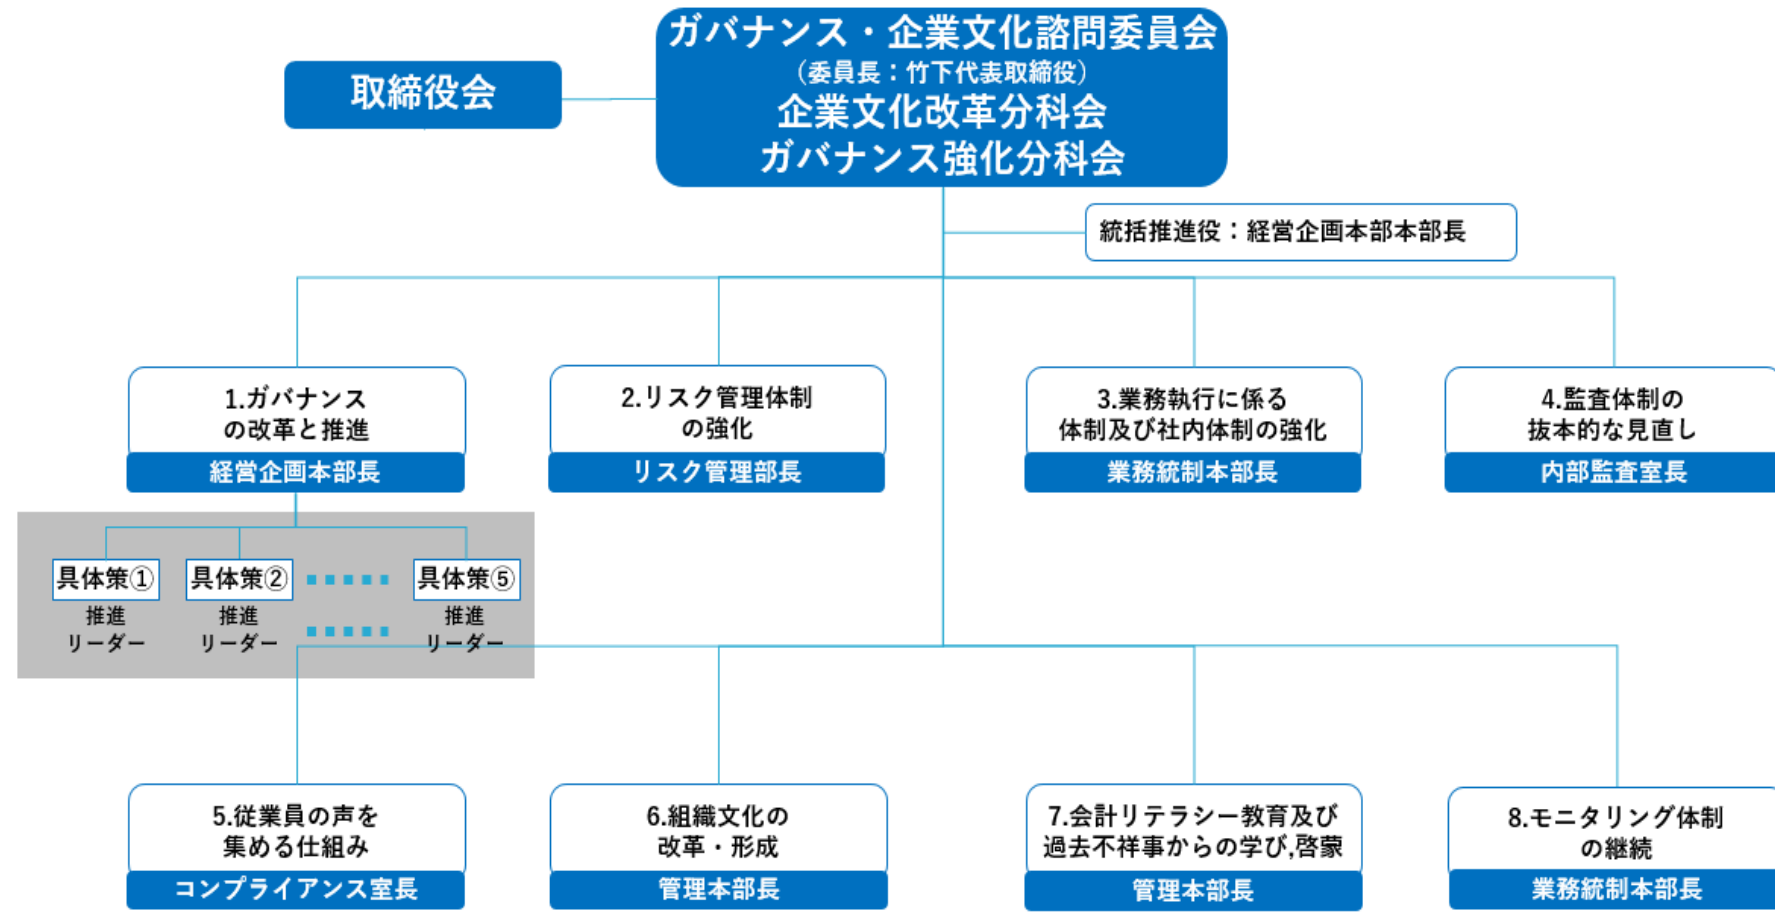 ガバナンス・企業文化諮問委員会
（委員長：竹下代表取締役）
企業文化改革分科会
ガバナンス強化分科会
取締役会
統括推進役：経営企画本部本部長
1.ガバナンス
の改革と推進
経営企画本部長
2.リスク管理体制
の強化
リスク管理部長
3.業務執行に係る
体制及び社内体制の強化
業務統制本部長
4.監査体制の
抜本的な見直し
内部監査室長
具体策①
推進
リーダー
具体策②
推進
リーダー
具体策⑤
推進
リーダー
5.従業員の声を
集める仕組み
コンプライアンス室長
6.組織文化の
改革・形成
管理本部長
7.会計リテラシー教育及び
過去不祥事からの学び,啓蒙
管理本部長
8.モニタリング体制
の継続
業務統制本部長